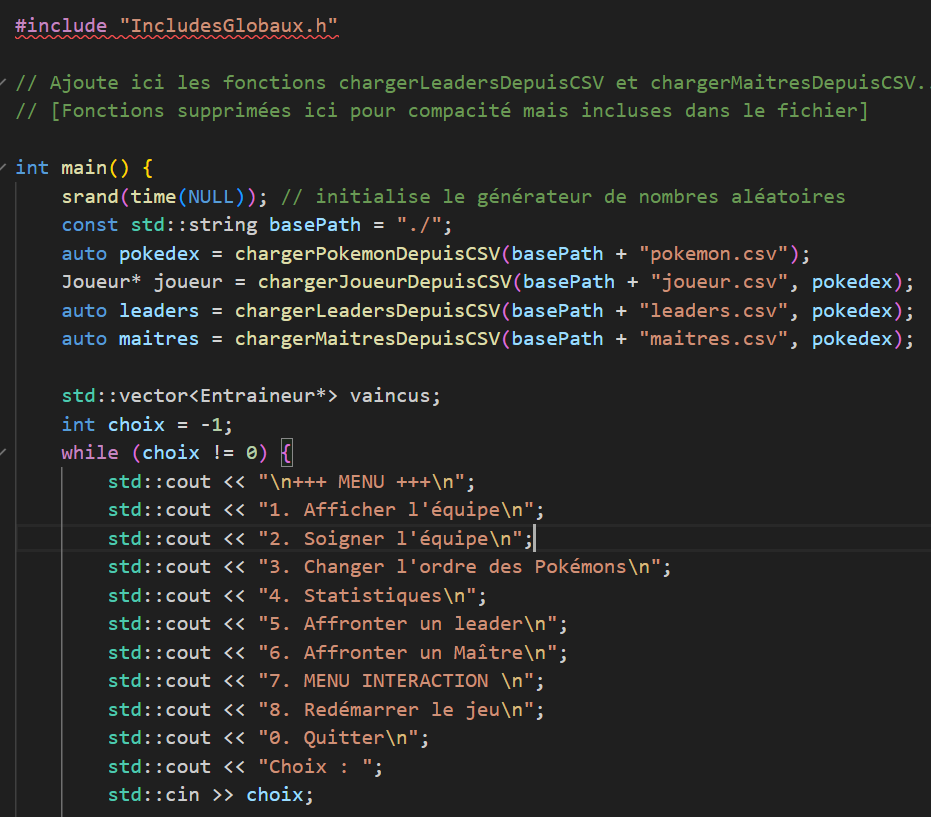 #include "IncludesGlobaux.h"
// Ajoute ici les fonctions chargerLeadersDepuisCSV et chargerMaitresDepuisCSV..
// [Fonctions supprimées ici pour compacité mais incluses dans le fichier]
int main() {
srand(time(NULL)); // initialise le générateur de nombres aléatoires
const std::string basePath = "./";
auto pokedex = chargerPokemonDepuisCSV(basePath + "pokemon.csv");
Joueur* joueur = chargerJoueurDepuisCSV(basePath + "joueur.csv", pokedex);
auto leaders = chargerLeadersDepuisCSV(basePath + "leaders.csv", pokedex);
auto maitres = chargerMaitresDepuisCSV(basePath + "maitres.csv", pokedex);
std::vector<Entraineur*> vaincus;
int choix = -1;
while (choix != 0) {
std::cout << "\n+++ MENU +++\n";
std::cout << "1. Afficher l'équipe\n";
std::cout << "2. Soigner l'équipe\n";
std::cout << "3. Changer l'ordre des Pokémons\n";
std::cout << "4. Statistiques\n";
std::cout << "5. Affronter un leader\n";
std::cout << "6. Affronter un Maître\n";
std::cout << "7. MENU INTERACTION \n";
std::cout << "8. Redémarrer le jeu\n";
std::cout << "0. Quitter\n";
std::cout << "Choix : ";
std::cin >> choix;